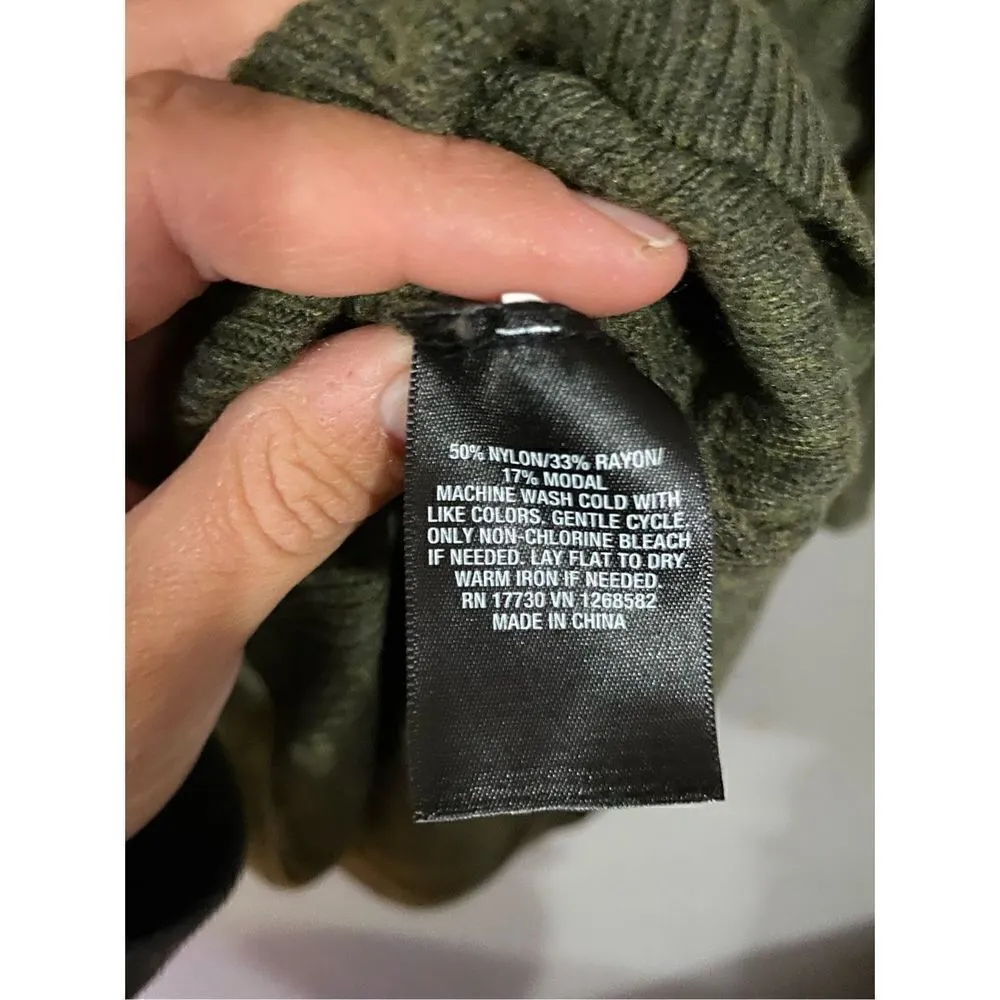 50% NYLON/33% RAYON/
17% MODAL
MACHINE WASH COLD WITH
LIKE COLORS. GENTLE CYCLE.
ONLY NON-CHLORINE BLEACH
IF NEEDED. LAY FLAT TO DRY.
WARM IRON IF NEEDED.
RN 17730 VN 1268582
MADE IN CHINA